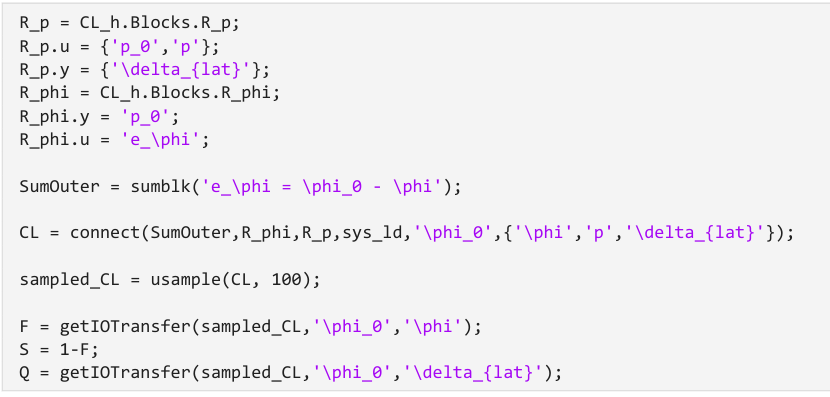 R_p = CL_h.Blocks.R_p;
R_p.u = {'p_0','p'};
R_p.y = {'\delta_{lat}'};
R_phi = CL_h.Blocks.R_phi;
R_phi.y = 'p_0';
R_phi.u = 'e_\phi';
SumOuter = sumblk('e_\phi = \phi_0 - \phi');
CL = connect(SumOuter,R_phi,R_p,sys_ld,'\phi_0',{'\phi','p','\delta_{lat}'});
sampled_CL = usample(CL, 100);
F = getIOTransfer(sampled_CL,'\phi_0','\phi');
S = 1-F;
Q = getIOTransfer(sampled_CL,'\phi_0','\delta_{lat}');